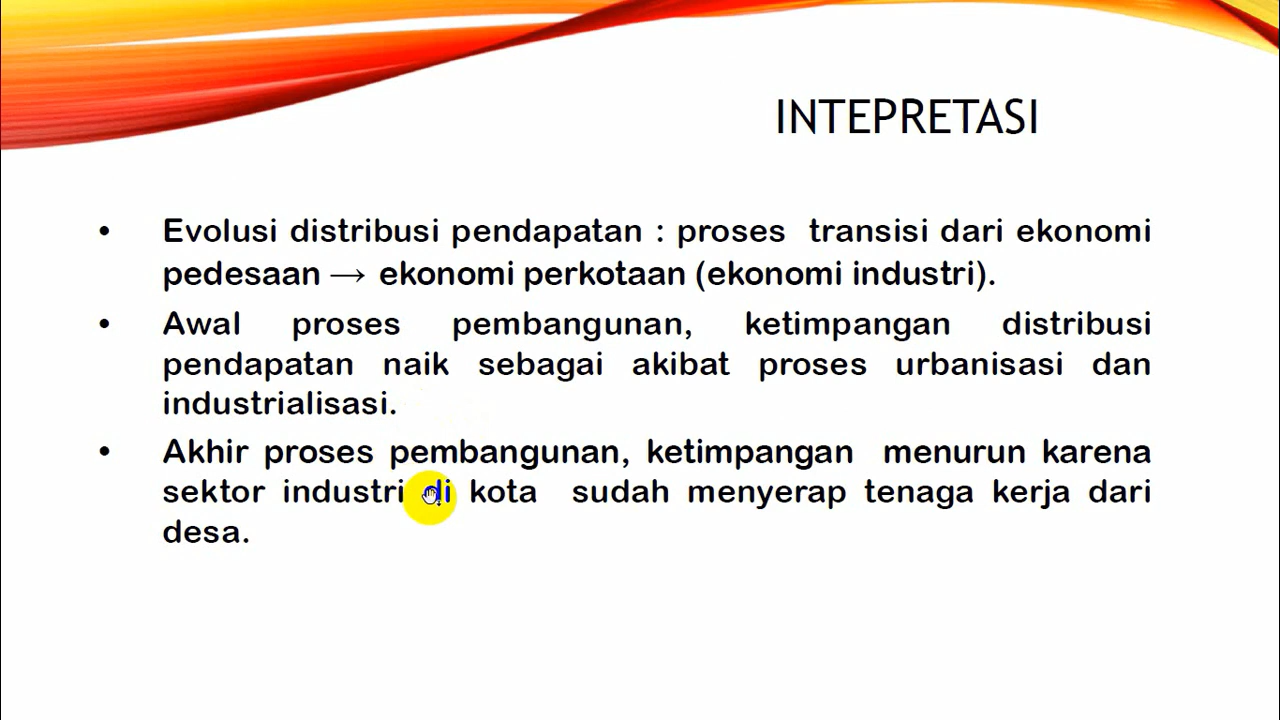 INTEPRETASI
• Evolusi distribusi pendapatan : proses transisi dari ekonomi
pedesaan → ekonomi perkotaan (ekonomi industri).
• Awal proses pembangunan, ketimpangan distribusi
pendapatan naik sebagai akibat proses urbanisasi dan
industrialisasi.
• Akhir proses pembangunan, ketimpangan menurun karena
sektor industri di kota sudah menyerap tenaga kerja dari
desa.